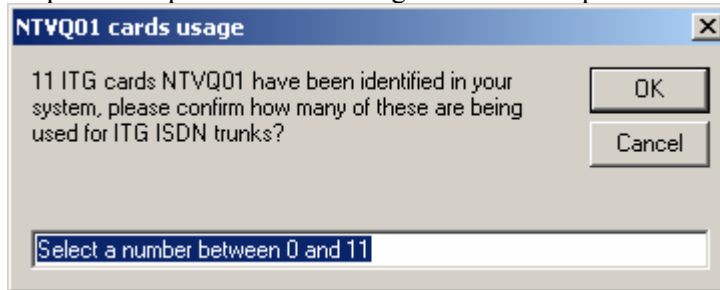 NTVQ01 cards usage
11 ITG cards NTVQ01 have been identified in your
system, please confirm how many of these are being
used for ITG ISDN trunks?
OK
Cancel
Select a number between 0 and 11